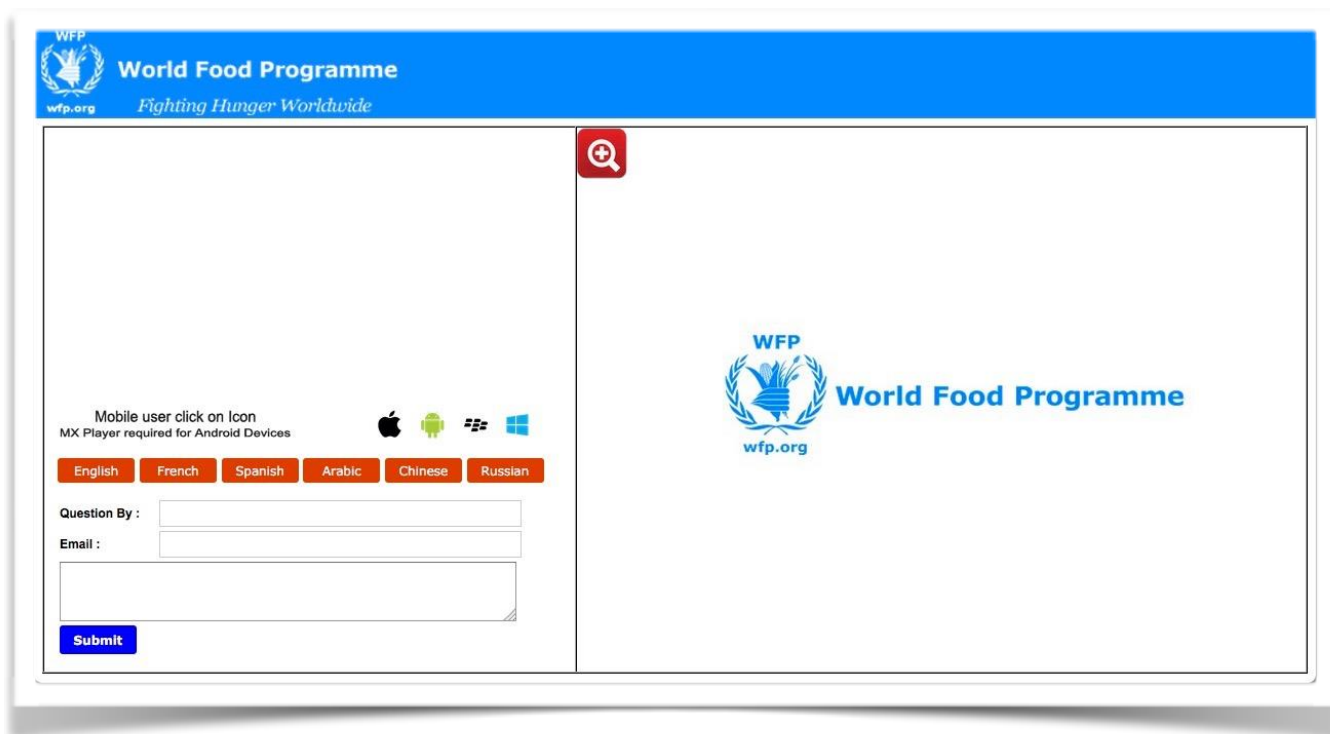 WFP
World Food Programme
wfp.org
Fighting Hunger Worldwide
WFP
World Food Programme
wfp.org
Mobile user click on Icon
MX Player required for Android Devices
English French Spanish Arabic Chinese Russian
Question By :
Email :
Submit